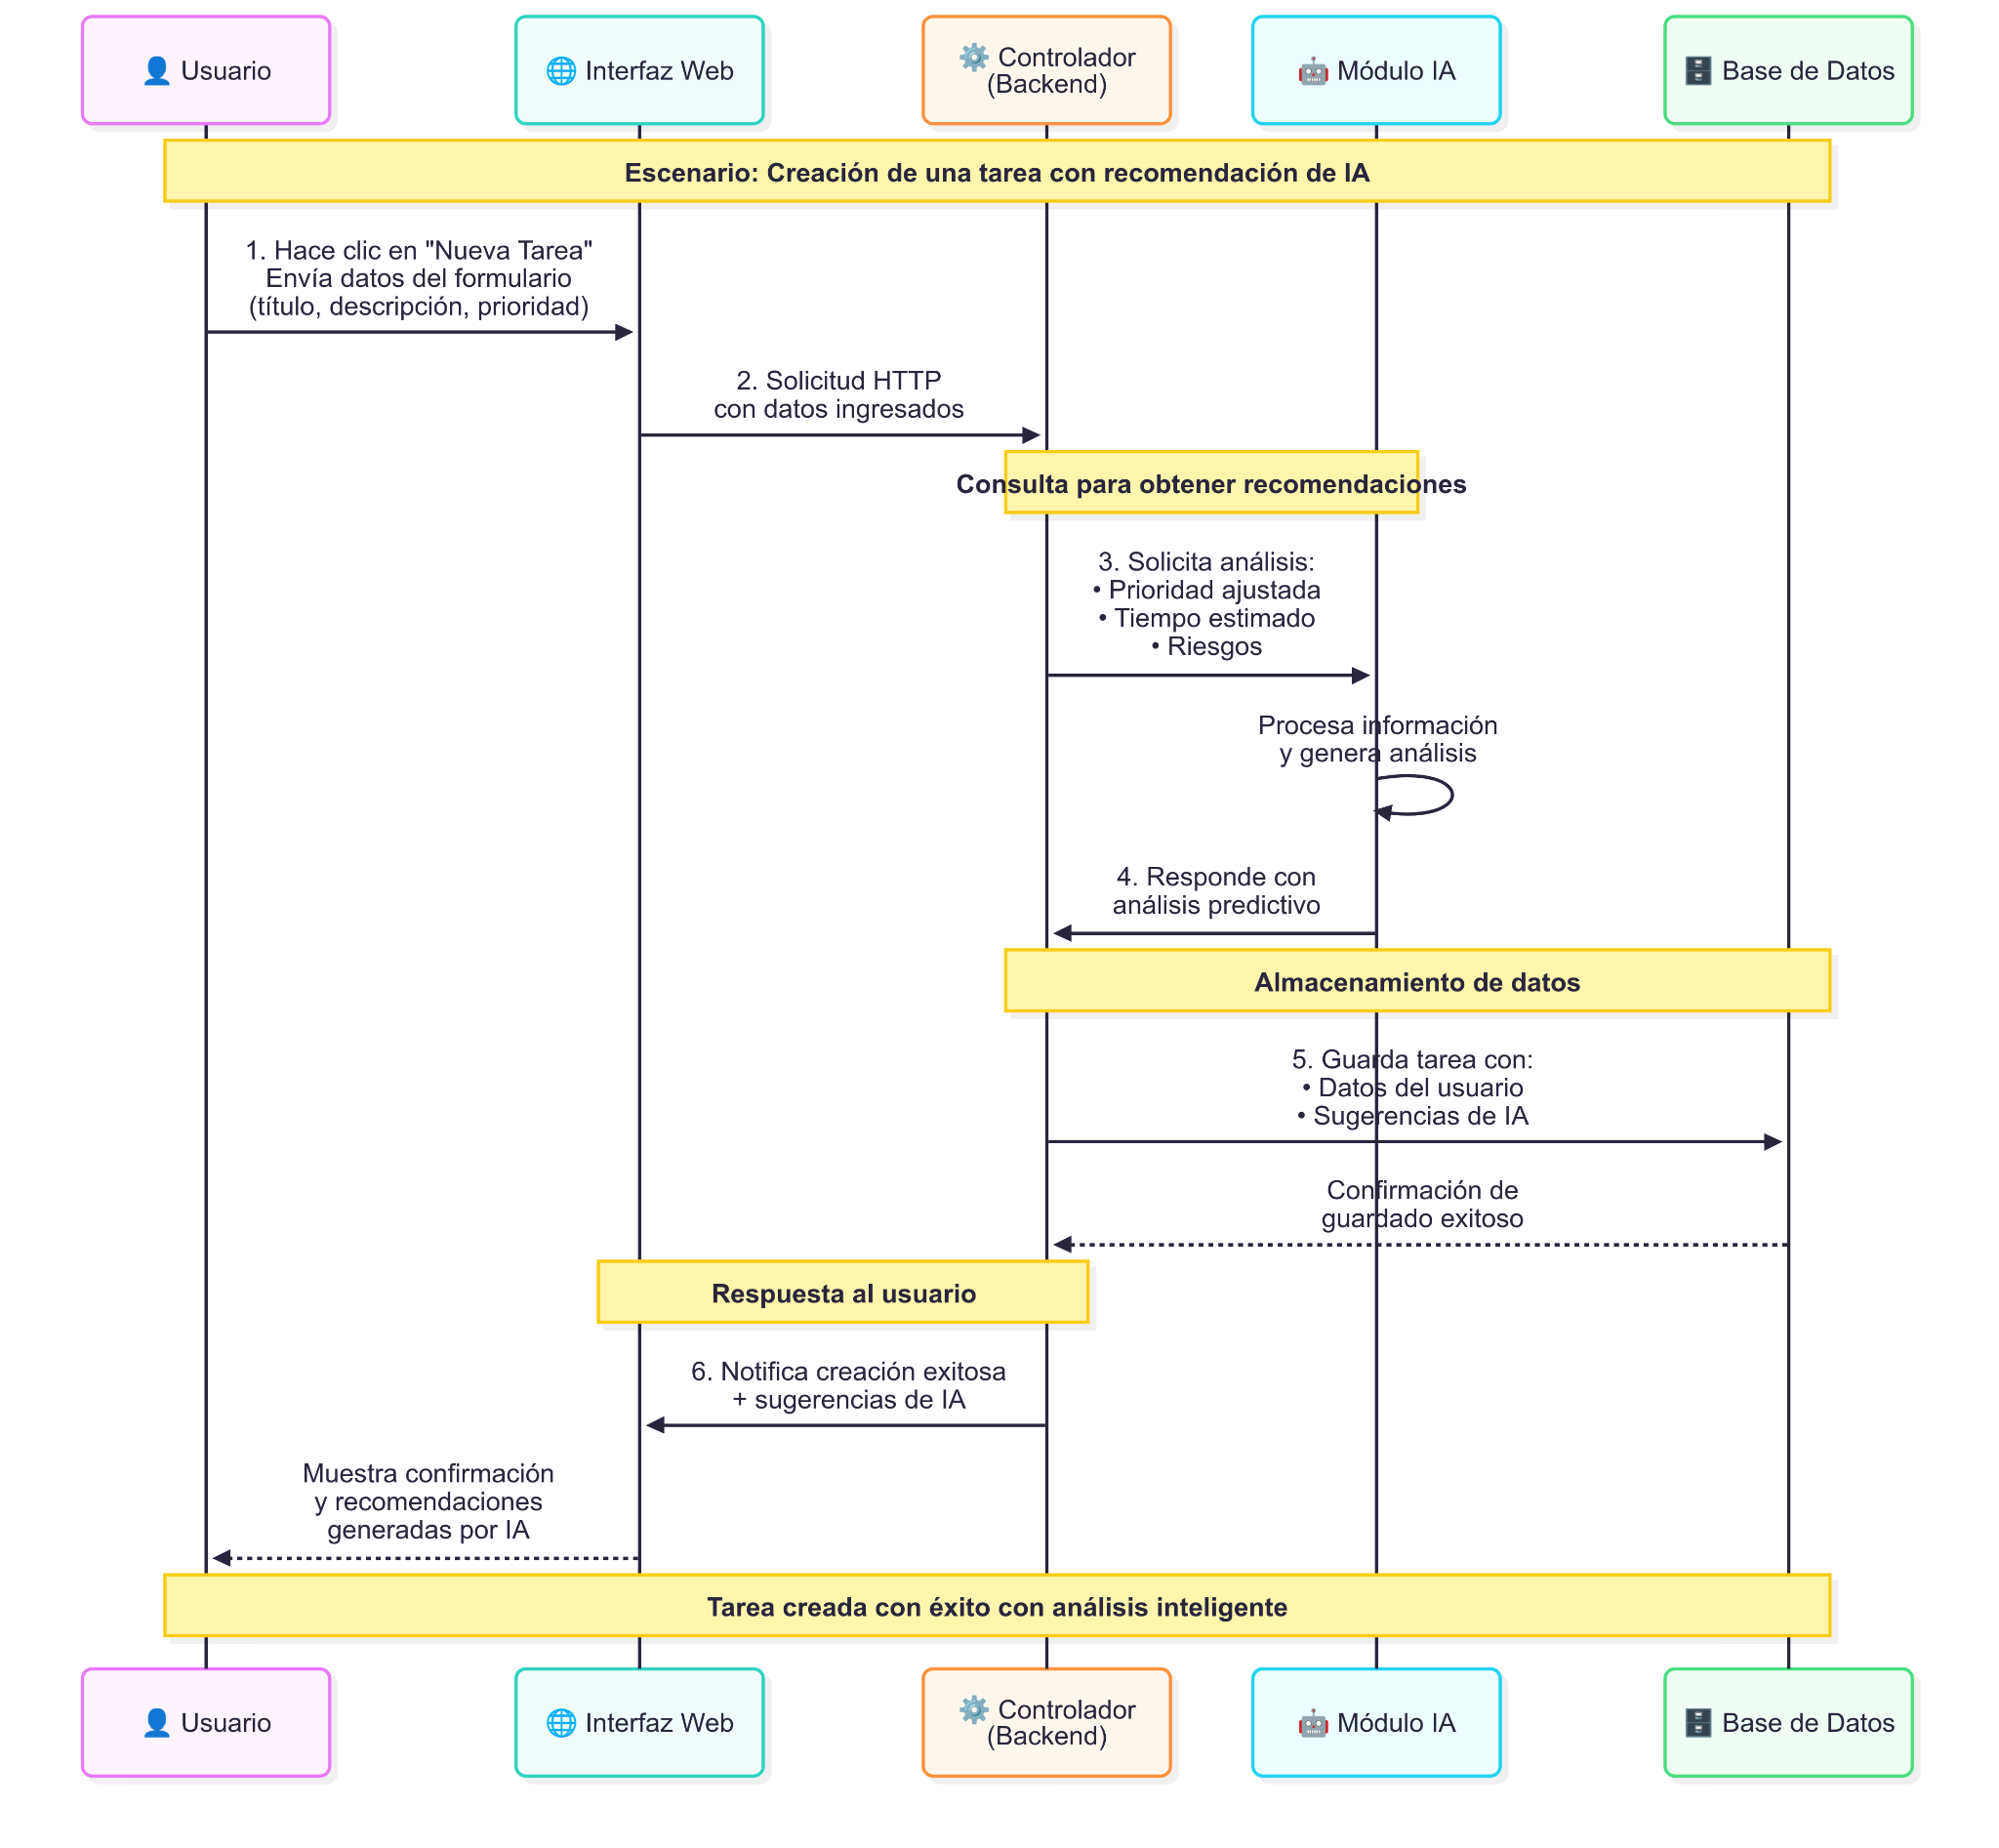 Usuario
Interfaz Web
Controlador
(Backend)
Módulo IA
Base de Datos
Escenario: Creación de una tarea con recomendación de IA
1. Hace clic en "Nueva Tarea"
Envía datos del formulario
(título, descripción, prioridad)
2. Solicitud HTTP
con datos ingresados
Consulta para obtener recomendaciones
3. Solicita análisis:
• Prioridad ajustada
• Tiempo estimado
• Riesgos
Procesa información
y genera análisis
4. Responde con
análisis predictivo
Almacenamiento de datos
5. Guarda tarea con:
• Datos del usuario
• Sugerencias de IA
Confirmación de
guardado exitoso
Respuesta al usuario
6. Notifica creación exitosa
+ sugerencias de IA
Muestra confirmación
y recomendaciones
generadas por IA
Tarea creada con éxito con análisis inteligente
Usuario
Interfaz Web
Controlador
(Backend)
Módulo IA
Base de Datos